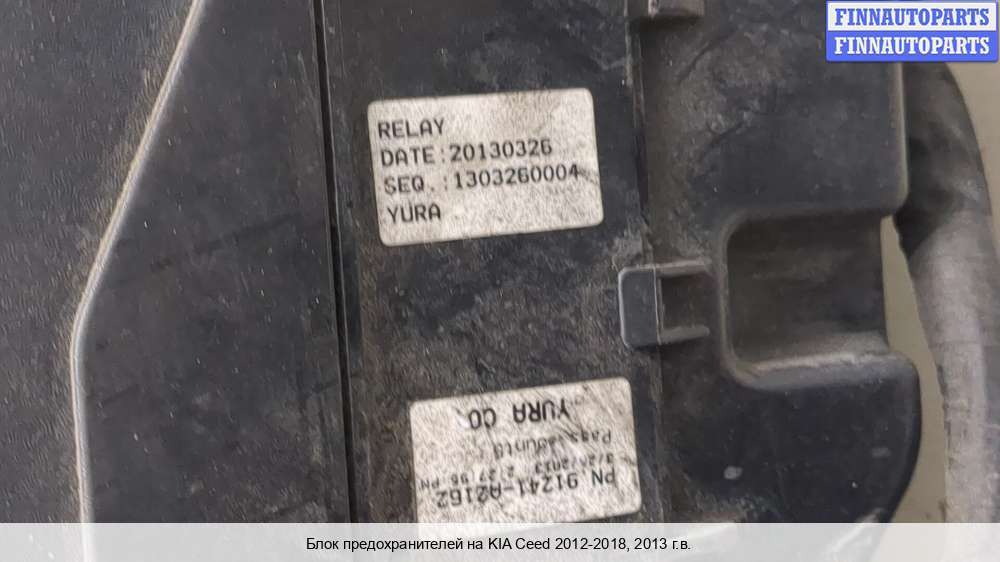 FINNAUTOPARTS
FINNAUTOPARTS
RELAY
DATE:20130326
SEQ.:1303260004
YURA
PN 91241-A2162
YURA CO
Блок предохранителей на KIA Ceed 2012-2018, 2013 г.в.